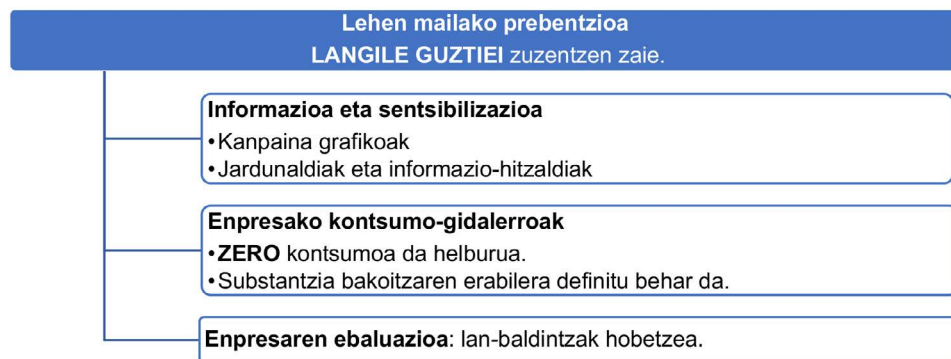 Lehen mailako prebentzioa
LANGILE GUZTIEI zuzentzen zaie.
Informazioa eta sentsibilizazioa
•Kanpaina grafikoak
•Jardunaldiak eta informazio-hitzaldiak
Enpresako kontsumo-gidalerroak
•ZERO kontsumoa da helburua.
•Substantzia bakoitzaren erabilera definitu behar da.
Enpresaren ebaluazioa: lan-baldintzak hobetzea.